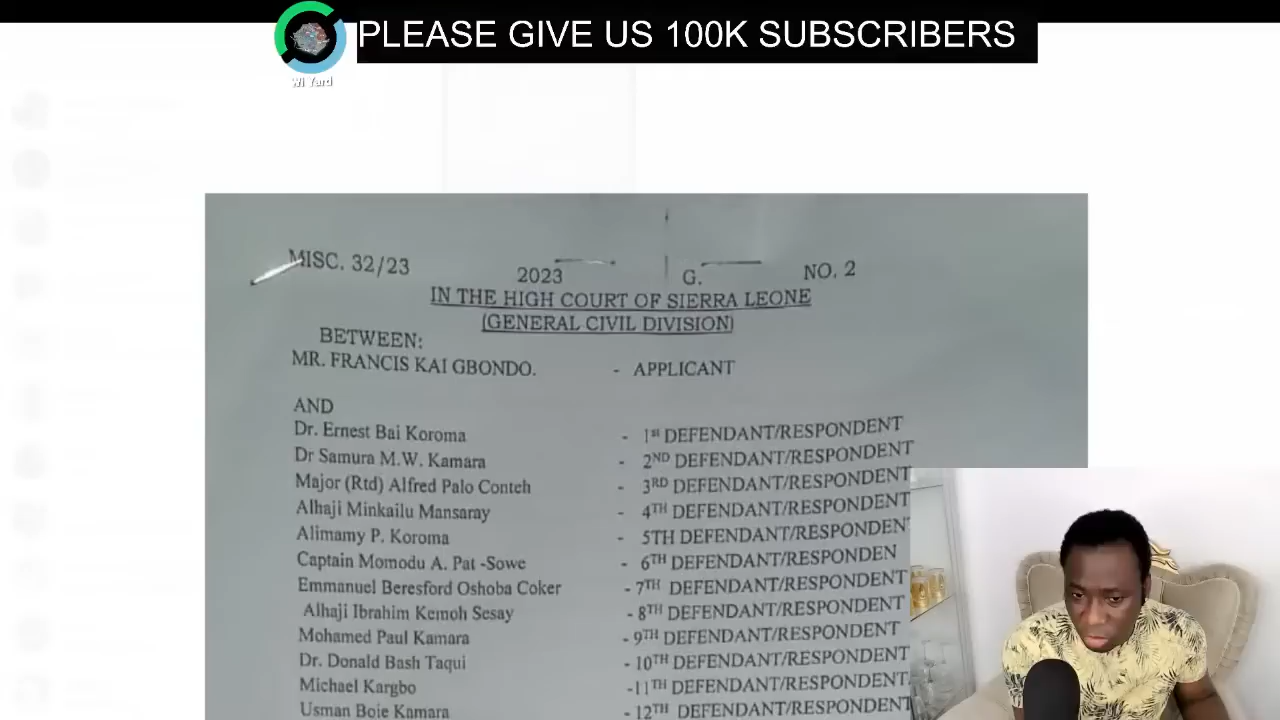 PLEASE GIVE US 100K SUBSCRIBERS
Wi Yard
MISC. 32/23 2023 G. NO. 2
IN THE HIGH COURT OF SIERRA LEONE
(GENERAL CIVIL DIVISION)
BETWEEN:
MR. FRANCIS KAI GBONDO. - APPLICANT
AND
Dr. Ernest Bai Koroma - 1st DEFENDANT/RESPONDENT
Dr Samura M.W. Kamara - 2ND DEFENDANT/RESPONDENT
Major (Rtd) Alfred Palo Conteh - 3RD DEFENDANT/RESPONDENT
Alhaji Minkailu Mansaray - 4TH DEFENDANT/RESPONDENT
Alimamy P. Koroma - 5TH DEFENDANT/RESPONDEN
Captain Momodu A. Pat -Sowe - 6TH DEFENDANT/RESPONDEN
Emmanuel Beresford Oshoba Coker -7TH DEFENDANT/RESPONDENT
Alhaji Ibrahim Kemoh Sesay -8TH DEFENDANT/RESPONDENT
Mohamed Paul Kamara -9TH DEFENDANT/RESPONDENT
Dr. Donald Bash Taqui -10TH DEFENDANT/RESPONDENT
Michael Kargbo -11TH DEFENDANT/RESPONDENT
Usman Boie Kamara -12TH DEFENDANT/RESPONDENT